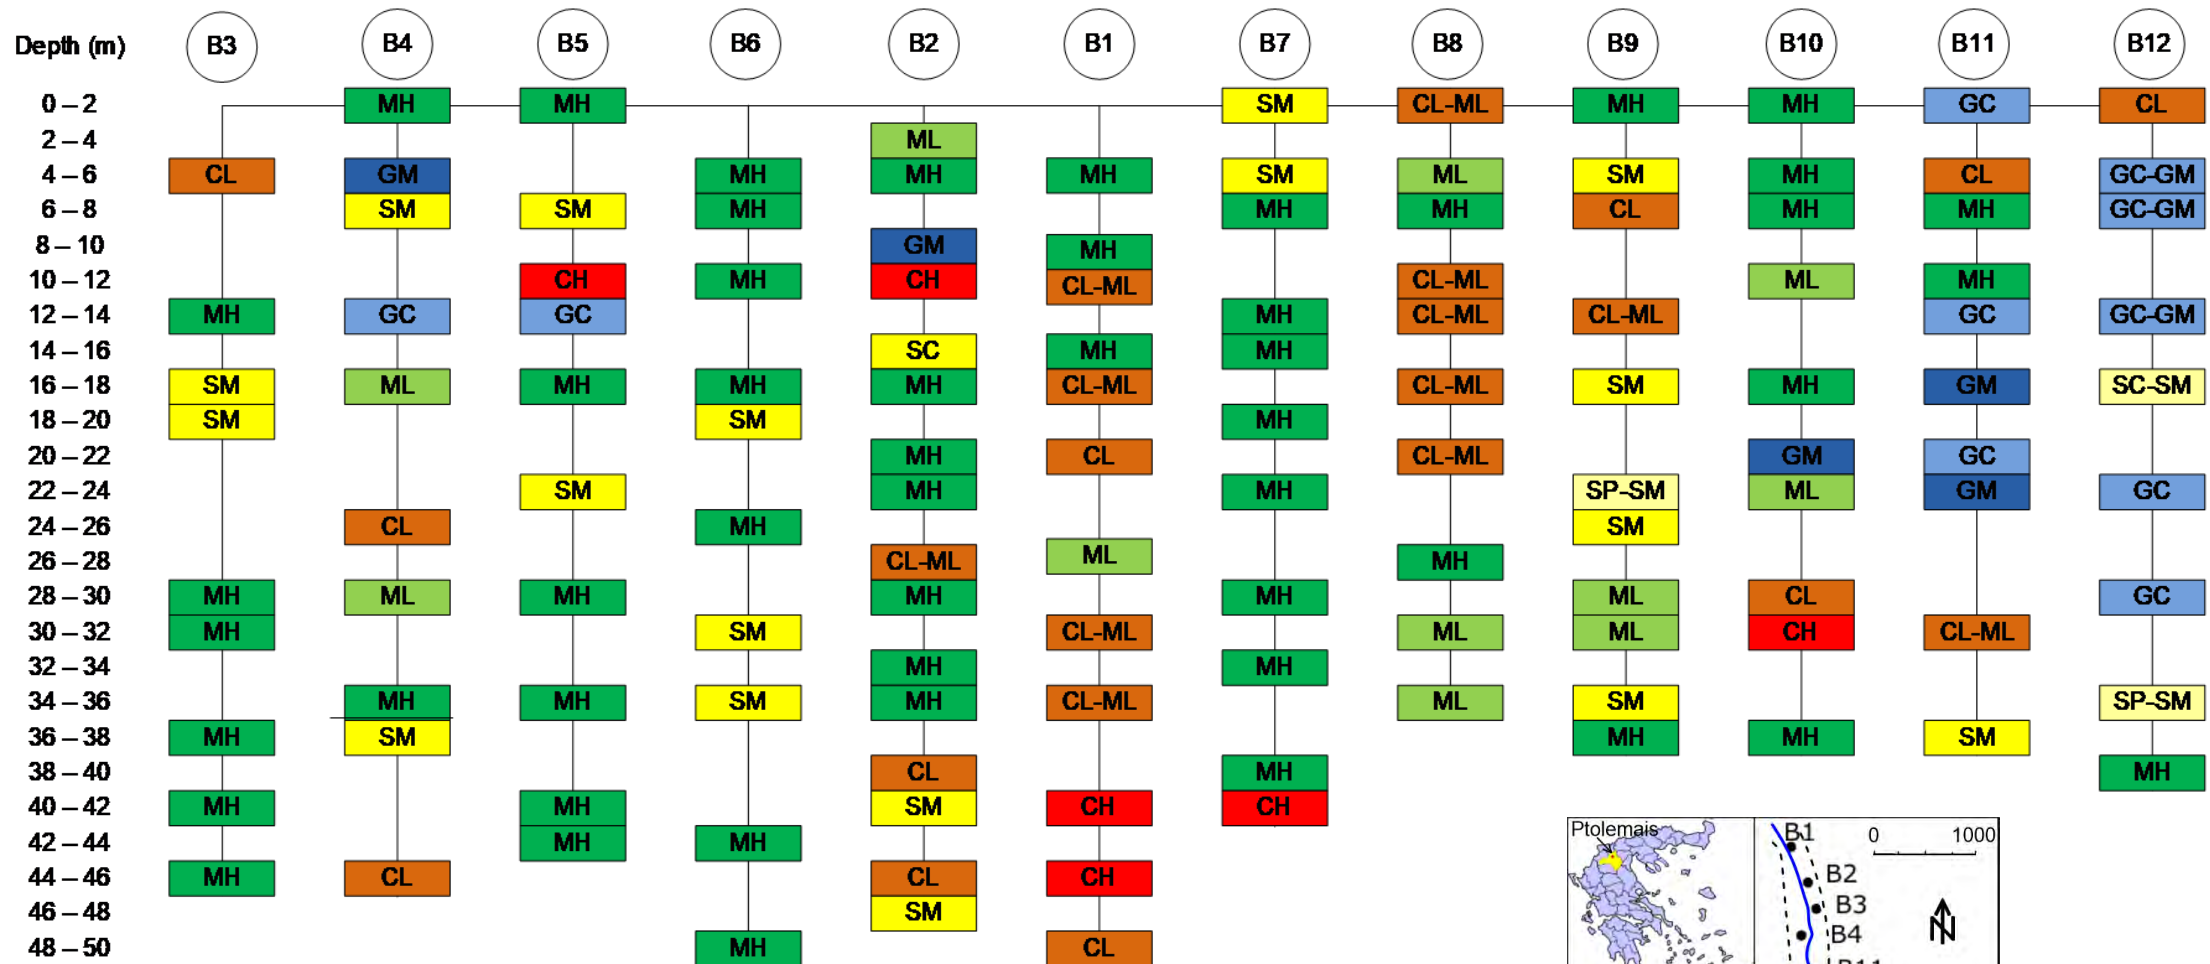 Depth (m) B3 B4 B5 B6 B2 B1 B7 B8 B9 B10 B11 B12
0 – 2 MH MH SM CL-ML MH MH GC CL
2 – 4 ML
4 – 6 CL GM MH MH MH SM ML SM MH CL GC-GM
6 – 8 SM SM MH MH MH CL MH MH GC-GM
8 – 10 GM MH
10 – 12 CH MH CH CL-ML CL-ML ML MH
12 – 14 MH GC GC MH CL-ML CL-ML GC GC-GM
14 – 16 SC MH MH
16 – 18 SM ML MH MH MH CL-ML CL-ML SM MH GM SC-SM
18 – 20 SM SM MH
20 – 22 MH CL CL-ML GM GC
22 – 24 SM MH MH SP-SM ML GM GC
24 – 26 CL MH SM
26 – 28 CL-ML ML MH
28 – 30 MH ML MH MH MH ML CL GC
30 – 32 MH SM CL-ML ML ML CH CL-ML
32 – 34 MH MH
34 – 36 MH MH SM MH CL-ML ML SM SP-SM
36 – 38 MH SM MH MH SM
38 – 40 CL MH MH
40 – 42 MH MH SM CH CH
42 – 44 MH MH
44 – 46 MH CL CL CH
46 – 48 SM
48 – 50 MH CL
Ptolemais
B1
0 1000
B2
B3
N
B4